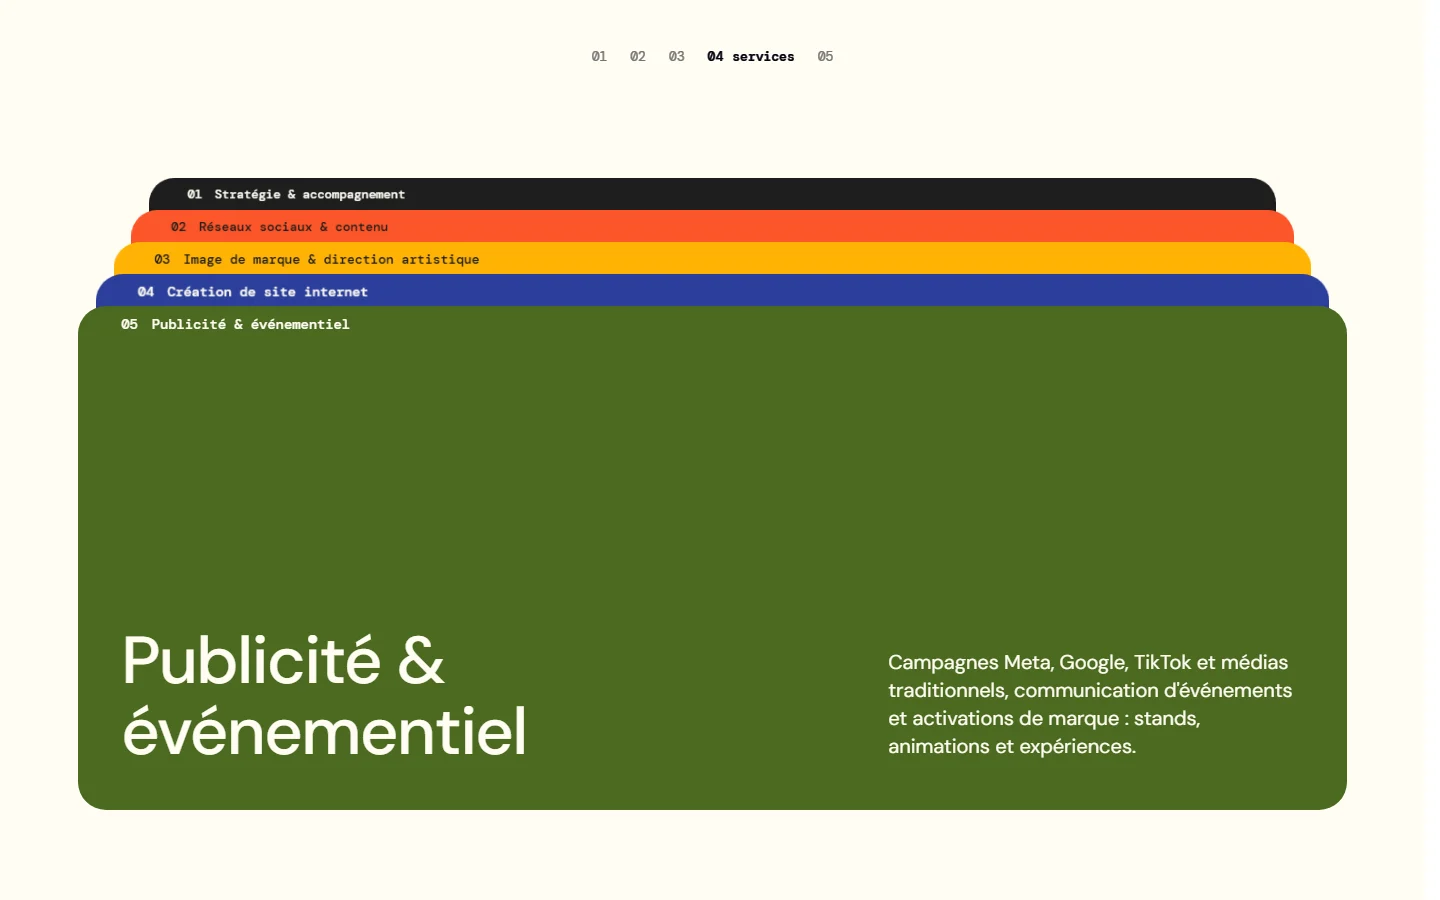 01 02 03 04 services 05
01 Stratégie & accompagnement
02 Réseaux sociaux & contenu
03 Image de marque & direction artistique
04 Création de site internet
05 Publicité & événementiel
Publicité &
événementiel
Campagnes Meta, Google, TikTok et médias
traditionnels, communication d'événements
et activations de marque : stands,
animations et expériences.